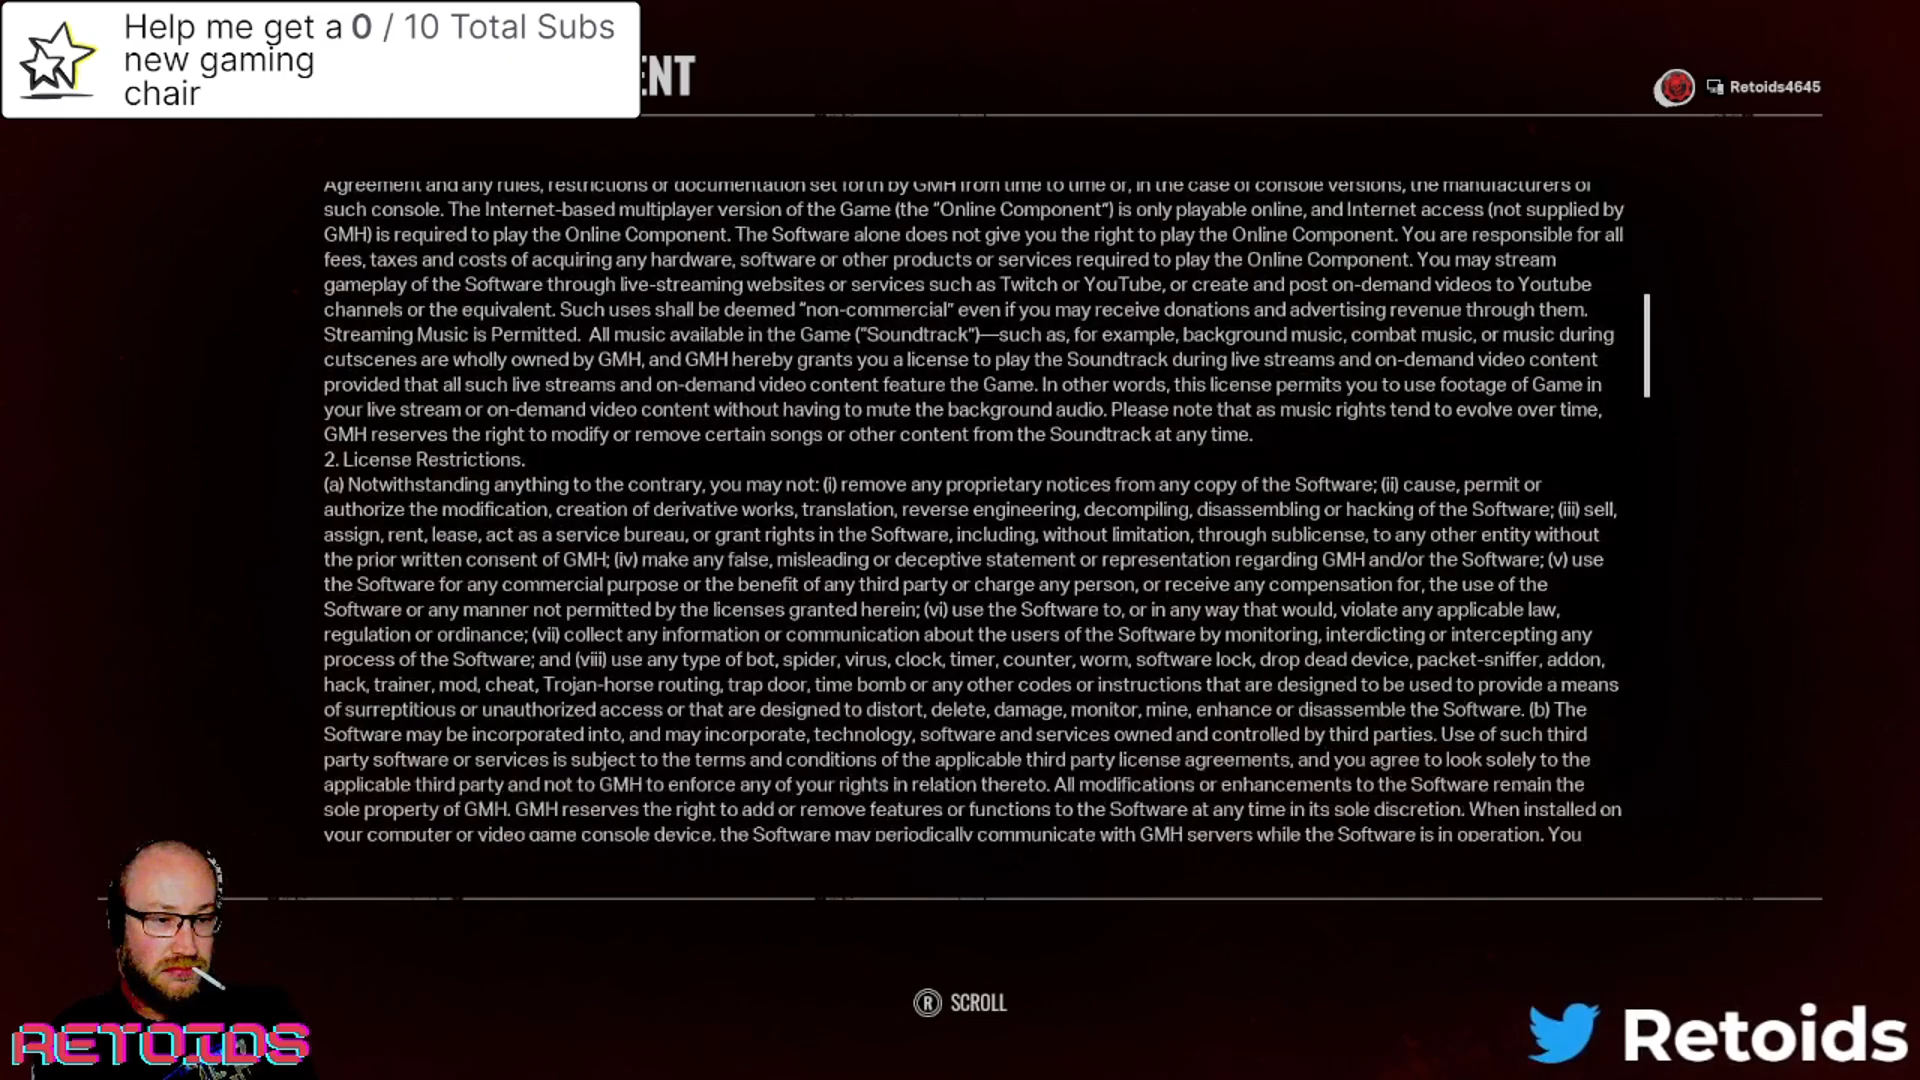 Help me get a 0 / 10 Total Subs
new gaming
chair
ENT
Retoids4645
Agreement and any rules, restrictions or documentation set forth by GMH from time to time or, in the case of console versions, the manufacturers of
such console. The Internet-based multiplayer version of the Game (the “Online Component”) is only playable online, and Internet access (not supplied by
GMH) is required to play the Online Component. The Software alone does not give you the right to play the Online Component. You are responsible for all
fees, taxes and costs of acquiring any hardware, software or other products or services required to play the Online Component. You may stream
gameplay of the Software through live-streaming websites or services such as Twitch or YouTube, or create and post on-demand videos to Youtube
channels or the equivalent. Such uses shall be deemed “non-commercial” even if you may receive donations and advertising revenue through them.
Streaming Music is Permitted.  All music available in the Game (“Soundtrack”)—such as, for example, background music, combat music, or music during
cutscenes are wholly owned by GMH, and GMH hereby grants you a license to play the Soundtrack during live streams and on-demand video content
provided that all such live streams and on-demand video content feature the Game. In other words, this license permits you to use footage of Game in
your live stream or on-demand video content without having to mute the background audio. Please note that as music rights tend to evolve over time,
GMH reserves the right to modify or remove certain songs or other content from the Soundtrack at any time.
2. License Restrictions.
(a) Notwithstanding anything to the contrary, you may not: (i) remove any proprietary notices from any copy of the Software; (ii) cause, permit or
authorize the modification, creation of derivative works, translation, reverse engineering, decompiling, disassembling or hacking of the Software; (iii) sell,
assign, rent, lease, act as a service bureau, or grant rights in the Software, including, without limitation, through sublicense, to any other entity without
the prior written consent of GMH; (iv) make any false, misleading or deceptive statement or representation regarding GMH and/or the Software; (v) use
the Software for any commercial purpose or the benefit of any third party or charge any person, or receive any compensation for, the use of the
Software or any manner not permitted by the licenses granted herein; (vi) use the Software to, or in any way that would, violate any applicable law,
regulation or ordinance; (vii) collect any information or communication about the users of the Software by monitoring, interdicting or intercepting any
process of the Software; and (viii) use any type of bot, spider, virus, clock, timer, counter, worm, software lock, drop dead device, packet-sniffer, addon,
hack, trainer, mod, cheat, Trojan-horse routing, trap door, time bomb or any other codes or instructions that are designed to be used to provide a means
of surreptitious or unauthorized access or that are designed to distort, delete, damage, monitor, mine, enhance or disassemble the Software. (b) The
Software may be incorporated into, and may incorporate, technology, software and services owned and controlled by third parties. Use of such third
party software or services is subject to the terms and conditions of the applicable third party license agreements, and you agree to look solely to the
applicable third party and not to GMH to enforce any of your rights in relation thereto. All modifications or enhancements to the Software remain the
sole property of GMH. GMH reserves the right to add or remove features or functions to the Software at any time in its sole discretion. When installed on
your computer or video game console device, the Software may periodically communicate with GMH servers while the Software is in operation. You
R SCROLL
RETOIDS
Retoids